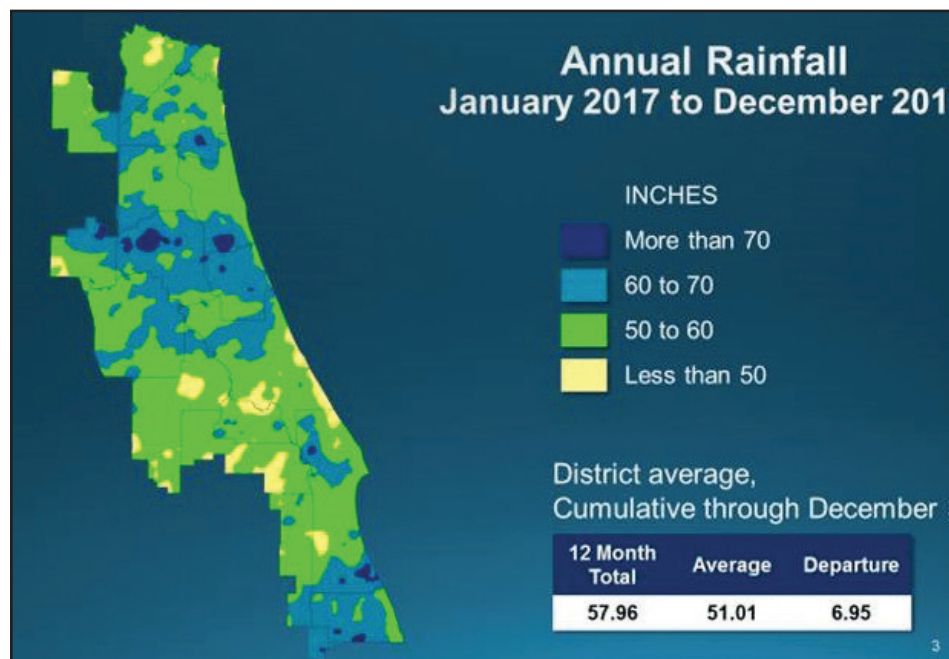 Annual Rainfall
January 2017 to December 201
INCHES
More than 70
60 to 70
50 to 60
Less than 50
District average,
Cumulative through December
12 Month Total Average Departure
57.96 51.01 6.95
3